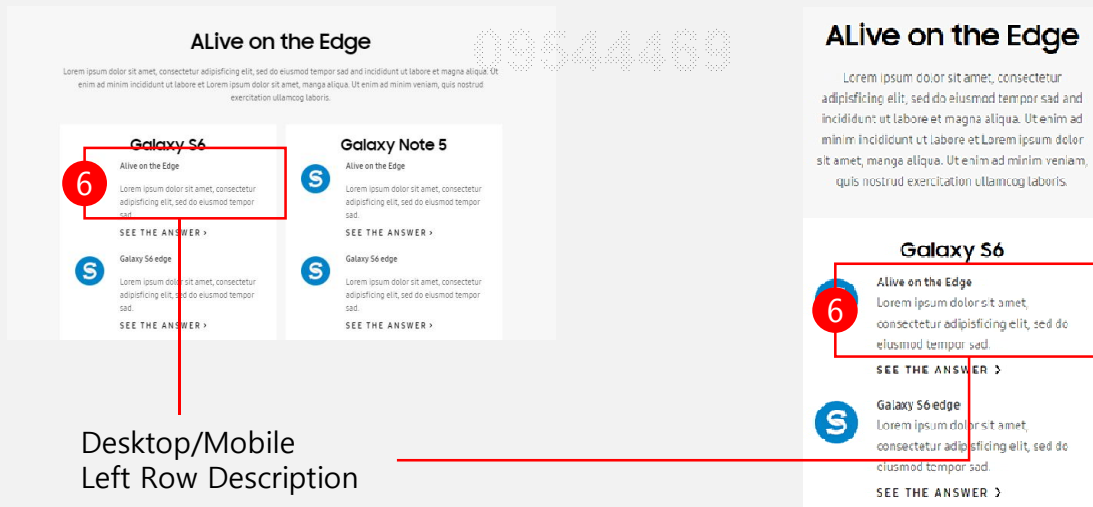 ALive on the Edge
09544469
Lorem ipsum dolor sit amet, consectetur adipisficing elit, sed do eiusmod tempor sad and incididunt ut labore et magna aliqua. Ut
enim ad minim incididunt ut labore et Lorem ipsum dolor sit amet, manga aliqua. Ut enim ad minim veniam, quis nostrud
exercitation ullamcog laboris.
Galaxy S6
6
Alive on the Edge
Lorem ipsum dolor sit amet, consectetur
adipisficing elit, sed do eiusmod tempor
sad.
SEE THE ANSWER >
S
Galaxy S6 edge
Lorem ipsum dolor sit amet, consectetur
adipisficing elit, sed do eiusmod tempor
sad.
SEE THE ANSWER >
Galaxy Note 5
S
Alive on the Edge
Lorem ipsum dolor sit amet, consectetur
adipisficing elit, sed do eiusmod tempor
sad.
SEE THE ANSWER >
S
Galaxy S6 edge
Lorem ipsum dolor sit amet, consectetur
adipisficing elit, sed do eiusmod tempor
sad.
SEE THE ANSWER >
Desktop/Mobile
Left Row Description
ALive on the Edge
Lorem ipsum dolor sit amet, consectetur
adipisficing elit, sed do eiusmod tempor sad and
incididunt ut labore et magna aliqua. Ut enim ad
minim incididunt ut labore et Lorem ipsum dolor
sit amet, manga aliqua. Ut enim ad minim veniam,
quis nostrud exercitation ullamcog laboris.
Galaxy S6
6
Alive on the Edge
Lorem ipsum dolor sit amet,
consectetur adipisficing elit, sed do
eiusmod tempor sad.
SEE THE ANSWER >
S
Galaxy S6 edge
Lorem ipsum dolor sit amet,
consectetur adipisficing elit, sed do
eiusmod tempor sad.
SEE THE ANSWER >